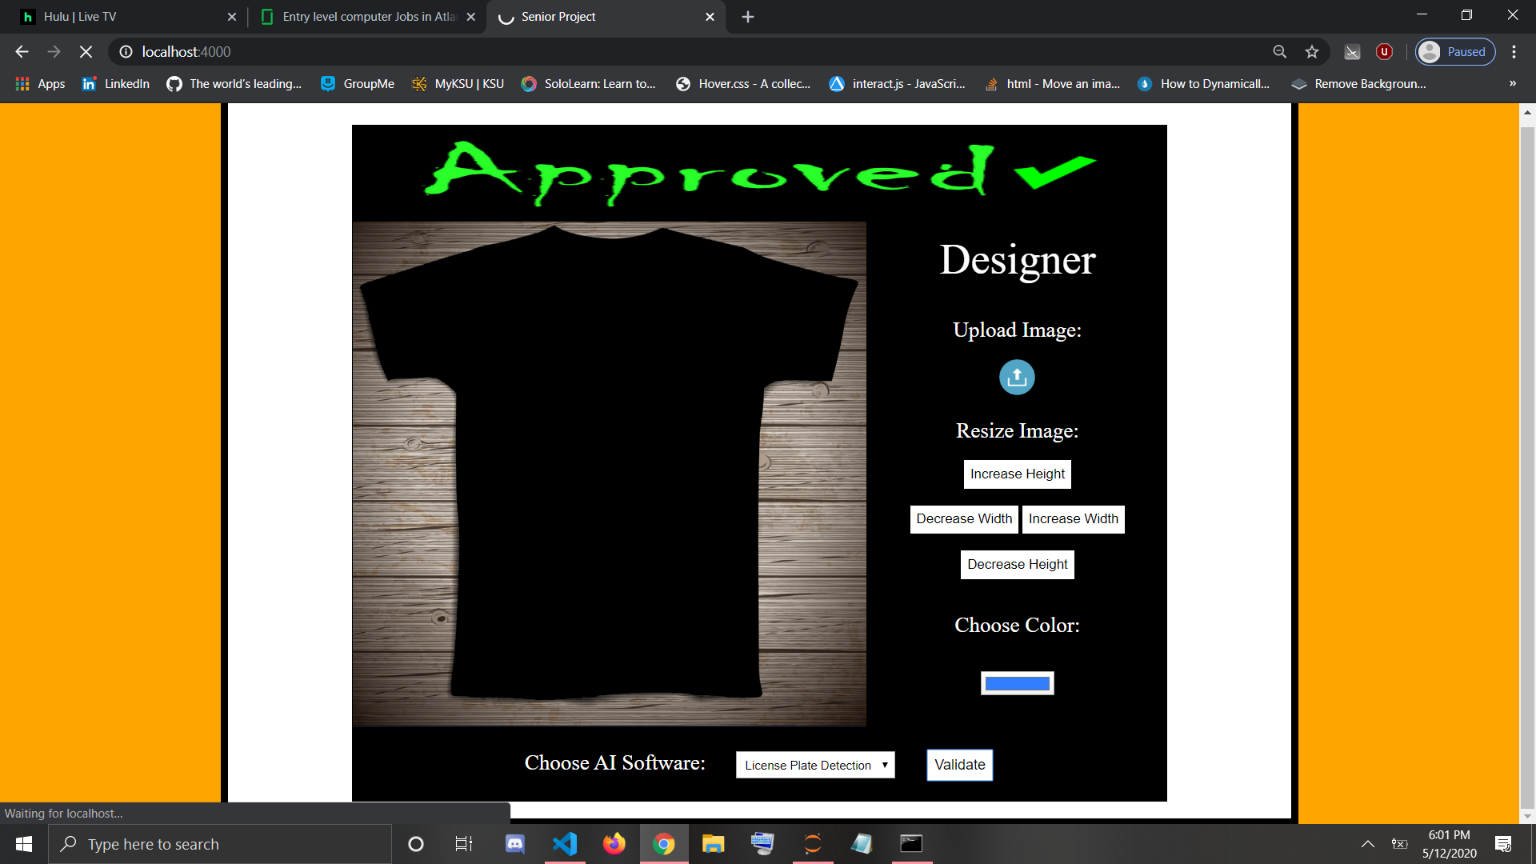 Hulu | Live TV
Entry level computer Jobs in Atla
Senior Project
localhost:4000
Paused
Apps
LinkedIn
The world's leading...
GroupMe
MyKSU | KSU
SoloLearn: Learn to...
Hover.css - A collec...
interact.js - JavaScri...
html - Move an ima...
How to Dynamicall...
Remove Backgroun...
»
Approved✔
Designer
Upload Image:
Resize Image:
Increase Height
Decrease Width Increase Width
Decrease Height
Choose Color:
Choose AI Software: License Plate Detection Validate
Waiting for localhost...
Type here to search
6:01 PM
5/12/2020